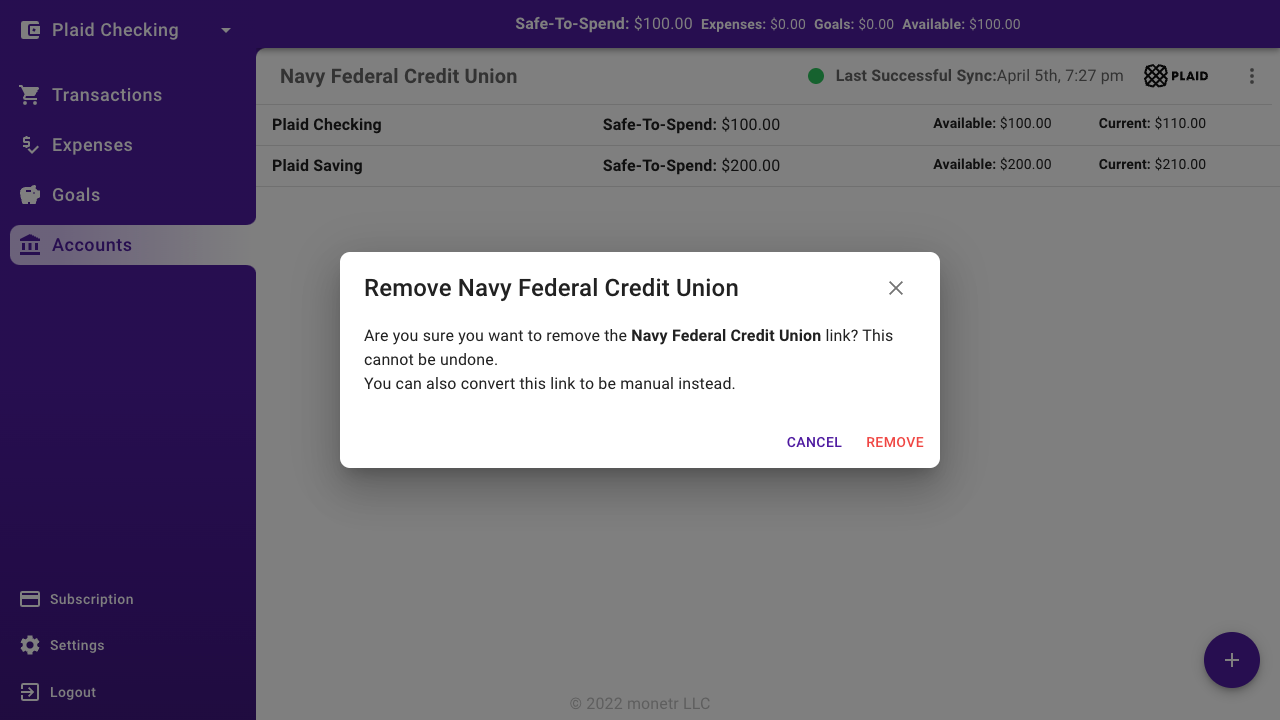 Plaid Checking
Safe-To-Spend: $100.00 Expenses: $0.00 Goals: $0.00 Available: $100.00
Transactions
Expenses
Goals
Accounts
Subscription
Settings
Logout
Navy Federal Credit Union
Last Successful Sync:April 5th, 7:27 pm
PLAID
Plaid Checking Safe-To-Spend: $100.00 Available: $100.00 Current: $110.00
Plaid Saving Safe-To-Spend: $200.00 Available: $200.00 Current: $210.00
Remove Navy Federal Credit Union
Are you sure you want to remove the Navy Federal Credit Union link? This
cannot be undone.
You can also convert this link to be manual instead.
CANCEL REMOVE
© 2022 monetr LLC